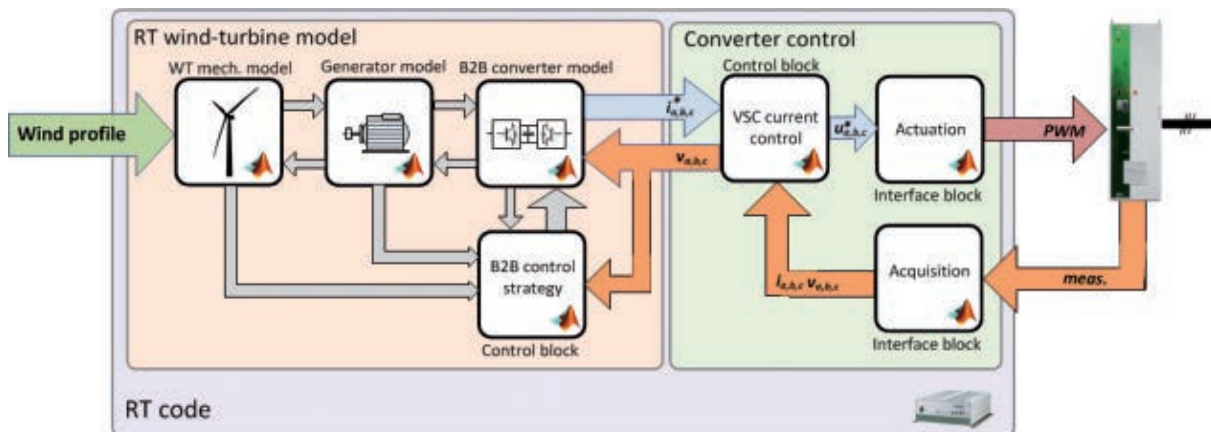 RT wind-turbine model
WT mech. model
Generator model
B2B converter model
Wind profile
B2B control
strategy
Control block
Converter control
Control block
VSC current
control
i*a,b,c
va,b,c
u*a,b,c
Actuation
Interface block
PWM
Acquisition
Interface block
ia,b,c va,b,c
meas.
RT code